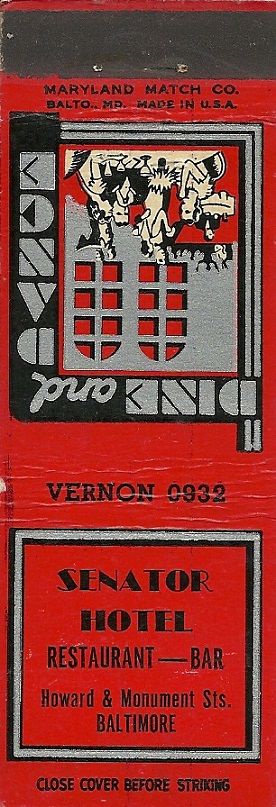 MARYLAND MATCH CO.
BALTO., MD. MADE IN U.S.A.
DINE and
DANCE
VERNON 0932
SENATOR
HOTEL
RESTAURANT — BAR
Howard & Monument Sts.
BALTIMORE
CLOSE COVER BEFORE STRIKING